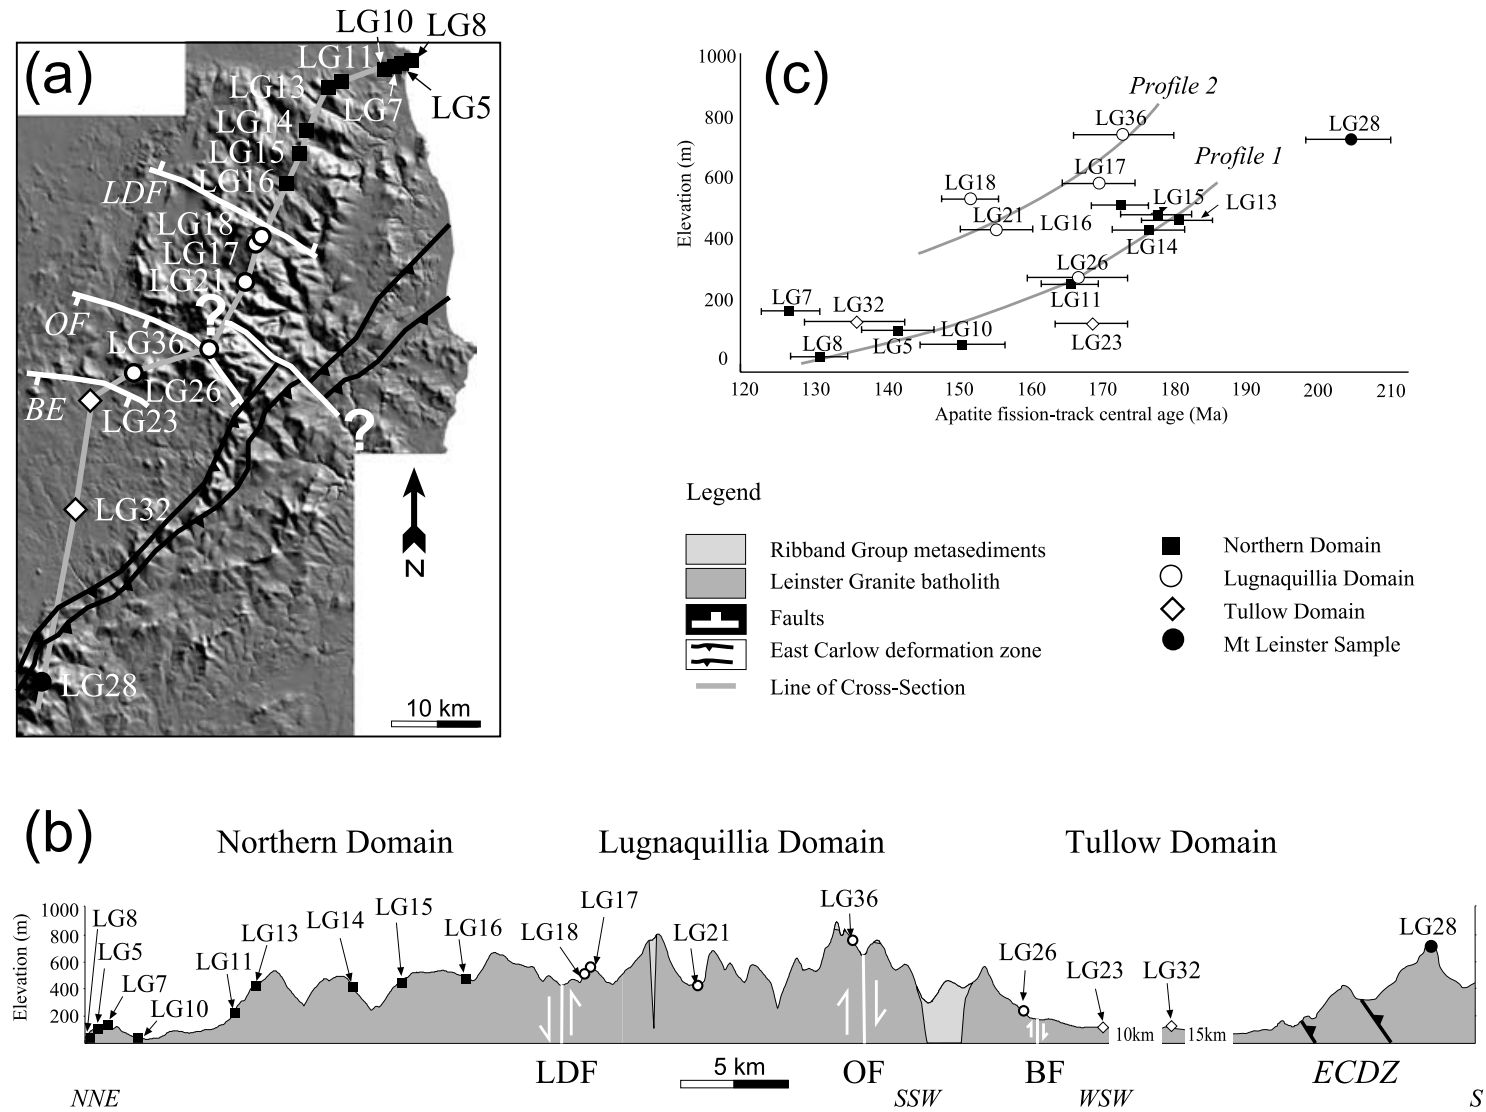 (a)
LG10
LG8
LG11
LG13
LG7
LG5
LG14
LG15
LG16
LDF
LG18
LG17
LG21
?
OF
LG36
LG26
BE
LG23
?
LG32
N
LG28
10 km
(c)
1000
800
600
400
200
0
Elevation (m)
Profile 2
LG36
LG28
Profile 1
LG17
LG18
LG15
LG13
LG21
LG16
LG14
LG26
LG11
LG7
LG32
LG10
LG5
LG23
LG8
120 130 140 150 160 170 180 190 200 210
Apatite fission-track central age (Ma)
Legend
Ribband Group metasediments
Leinster Granite batholith
Faults
East Carlow deformation zone
Line of Cross-Section
Northern Domain
Lugnaquillia Domain
Tullow Domain
Mt Leinster Sample
(b)
Northern Domain
Lugnaquillia Domain
Tullow Domain
Elevation (m)
1000
800
600
400
200
LG8
LG5
LG7
LG10
LG11
LG13
LG14
LG15
LG16
LG18
LG17
LG21
LG36
LG26
LG23
LG32
LG28
10km
15km
LDF
5 km
OF
BF
ECDZ
NNE
SSW
WSW
S